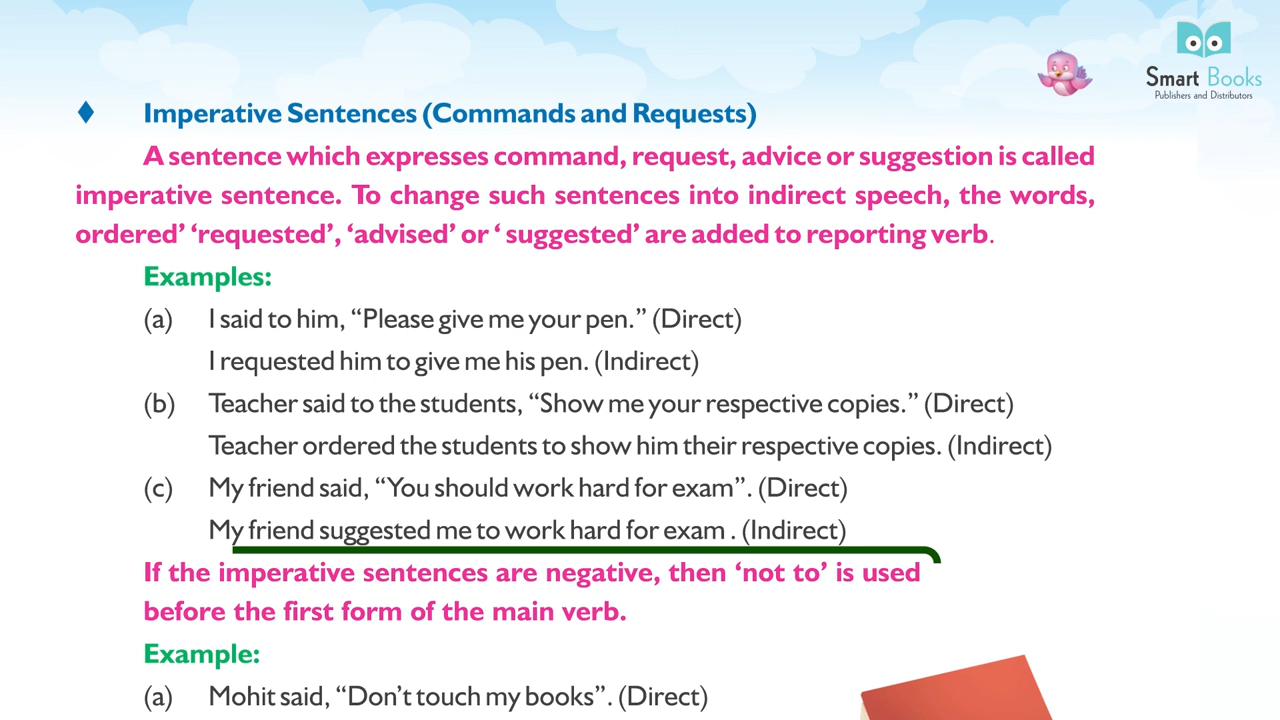 Smart Books
Publishers and Distributors
♦ Imperative Sentences (Commands and Requests)
A sentence which expresses command, request, advice or suggestion is called
imperative sentence. To change such sentences into indirect speech, the words,
ordered’ ‘requested’, ‘advised’ or ‘ suggested’ are added to reporting verb.
Examples:
(a) I said to him, “Please give me your pen.” (Direct)
I requested him to give me his pen. (Indirect)
(b) Teacher said to the students, “Show me your respective copies.” (Direct)
Teacher ordered the students to show him their respective copies. (Indirect)
(c) My friend said, “You should work hard for exam”. (Direct)
My friend suggested me to work hard for exam . (Indirect)
If the imperative sentences are negative, then ‘not to’ is used
before the first form of the main verb.
Example:
(a) Mohit said, “Don’t touch my books”. (Direct)